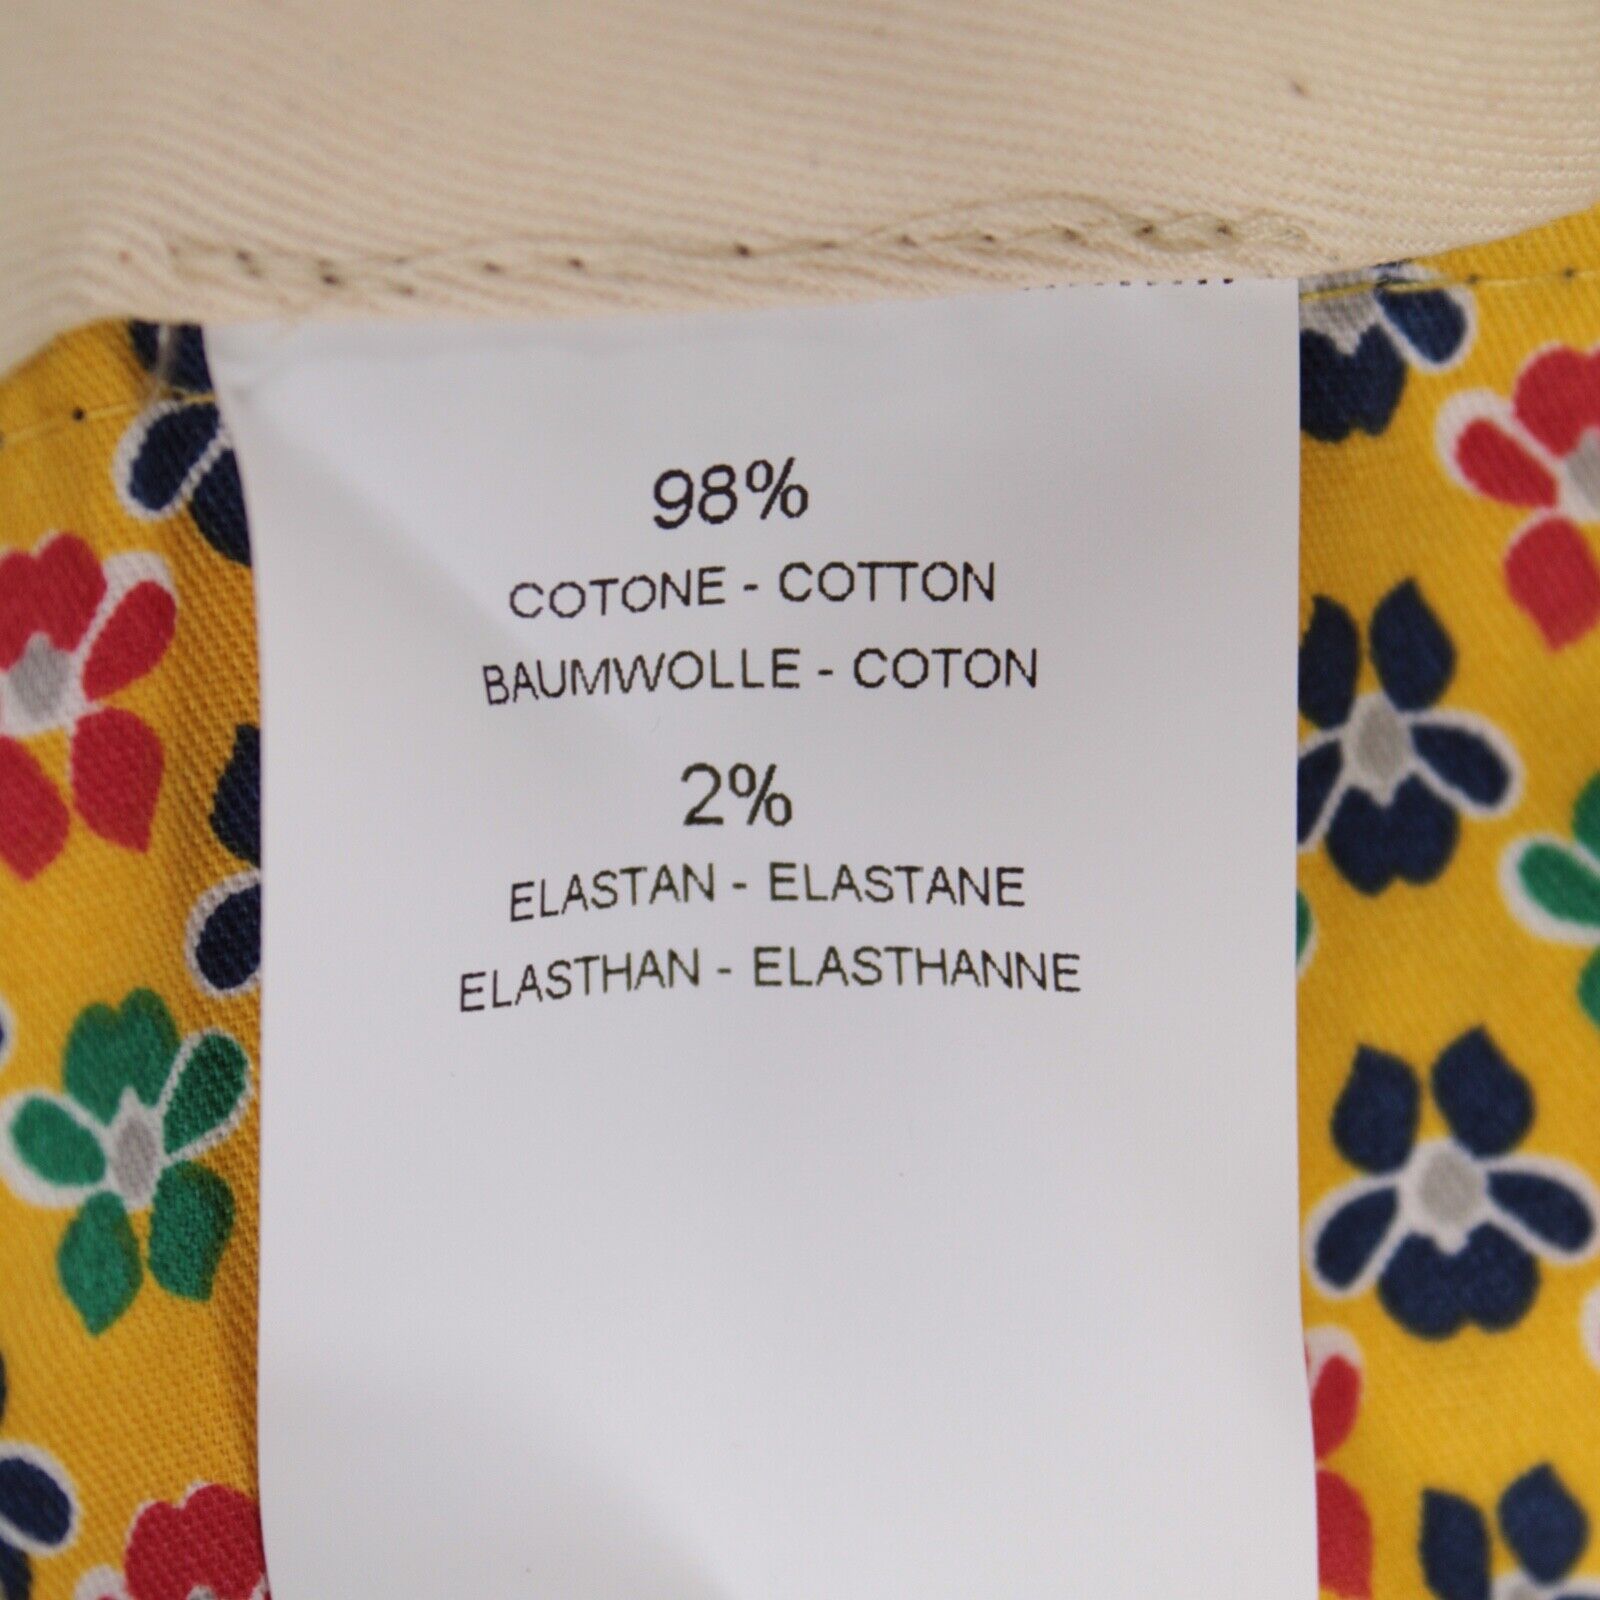 98%
COTONE - COTTON
BAUMWOLLE - COTON
2%
ELASTAN - ELASTANE
ELASTHAN - ELASTHANNE